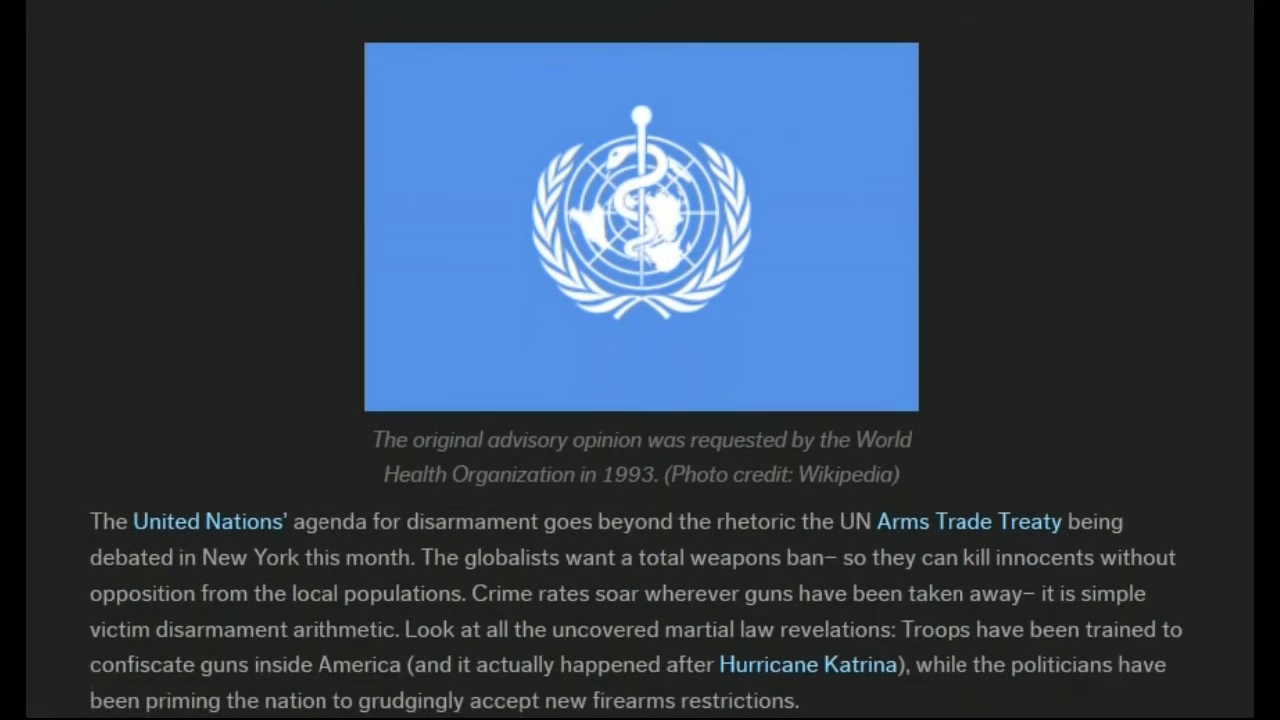 The original advisory opinion was requested by the World
Health Organization in 1993. (Photo credit: Wikipedia)
The United Nations’ agenda for disarmament goes beyond the rhetoric the UN Arms Trade Treaty being
debated in New York this month. The globalists want a total weapons ban– so they can kill innocents without
opposition from the local populations. Crime rates soar wherever guns have been taken away– it is simple
victim disarmament arithmetic. Look at all the uncovered martial law revelations: Troops have been trained to
confiscate guns inside America (and it actually happened after Hurricane Katrina), while the politicians have
been priming the nation to grudgingly accept new firearms restrictions.